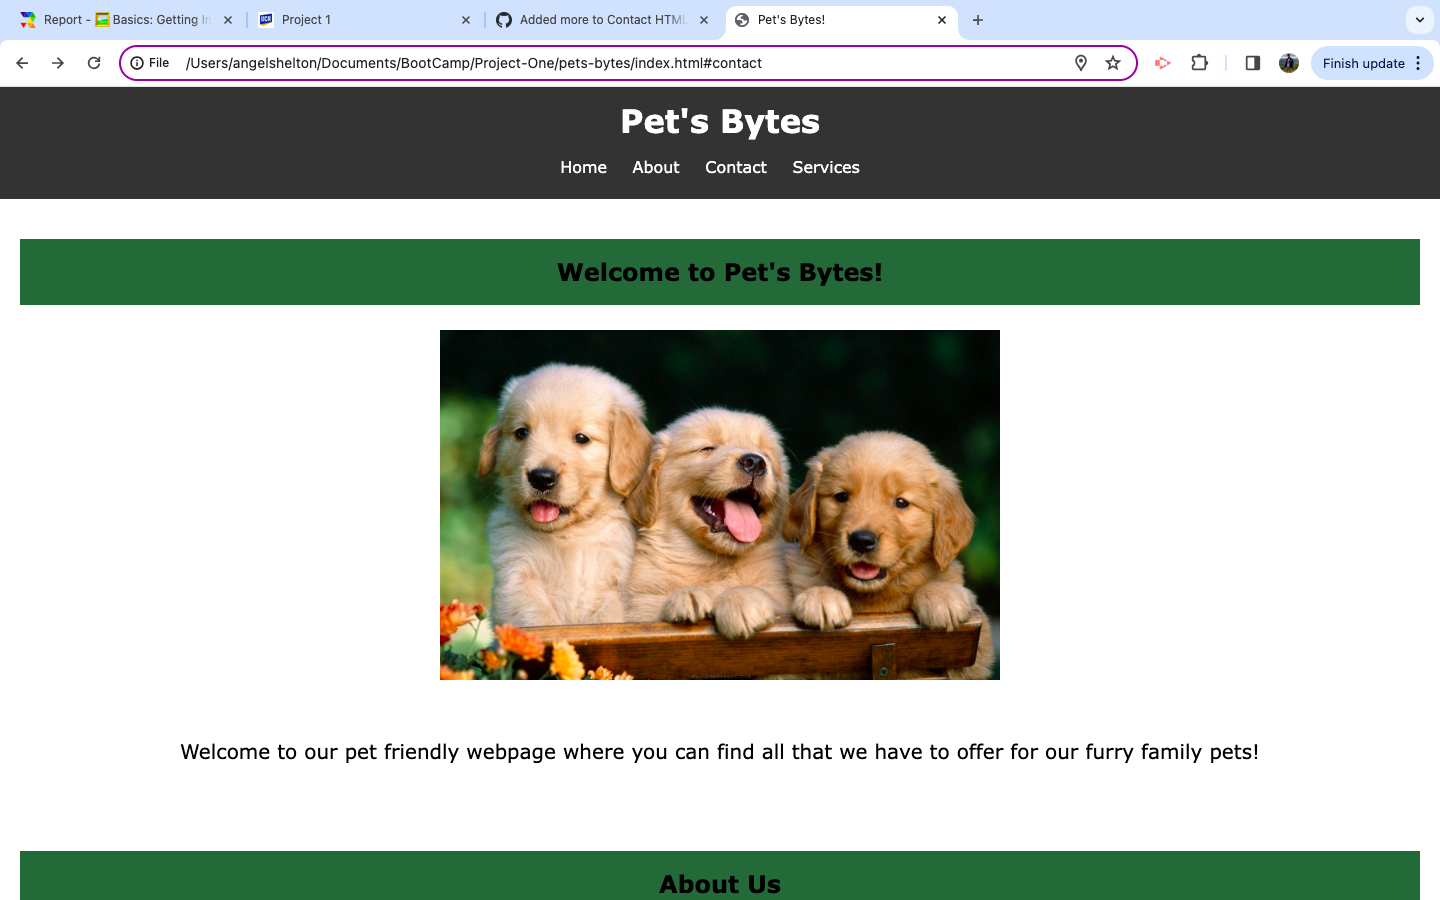 Report - Basics: Getting In
Project 1
Added more to Contact HTML
Pet's Bytes!
File /Users/angelshelton/Documents/BootCamp/Project-One/pets-bytes/index.html#contact
Finish update
Pet's Bytes
Home About Contact Services
Welcome to Pet's Bytes!
Welcome to our pet friendly webpage where you can find all that we have to offer for our furry family pets!
About Us